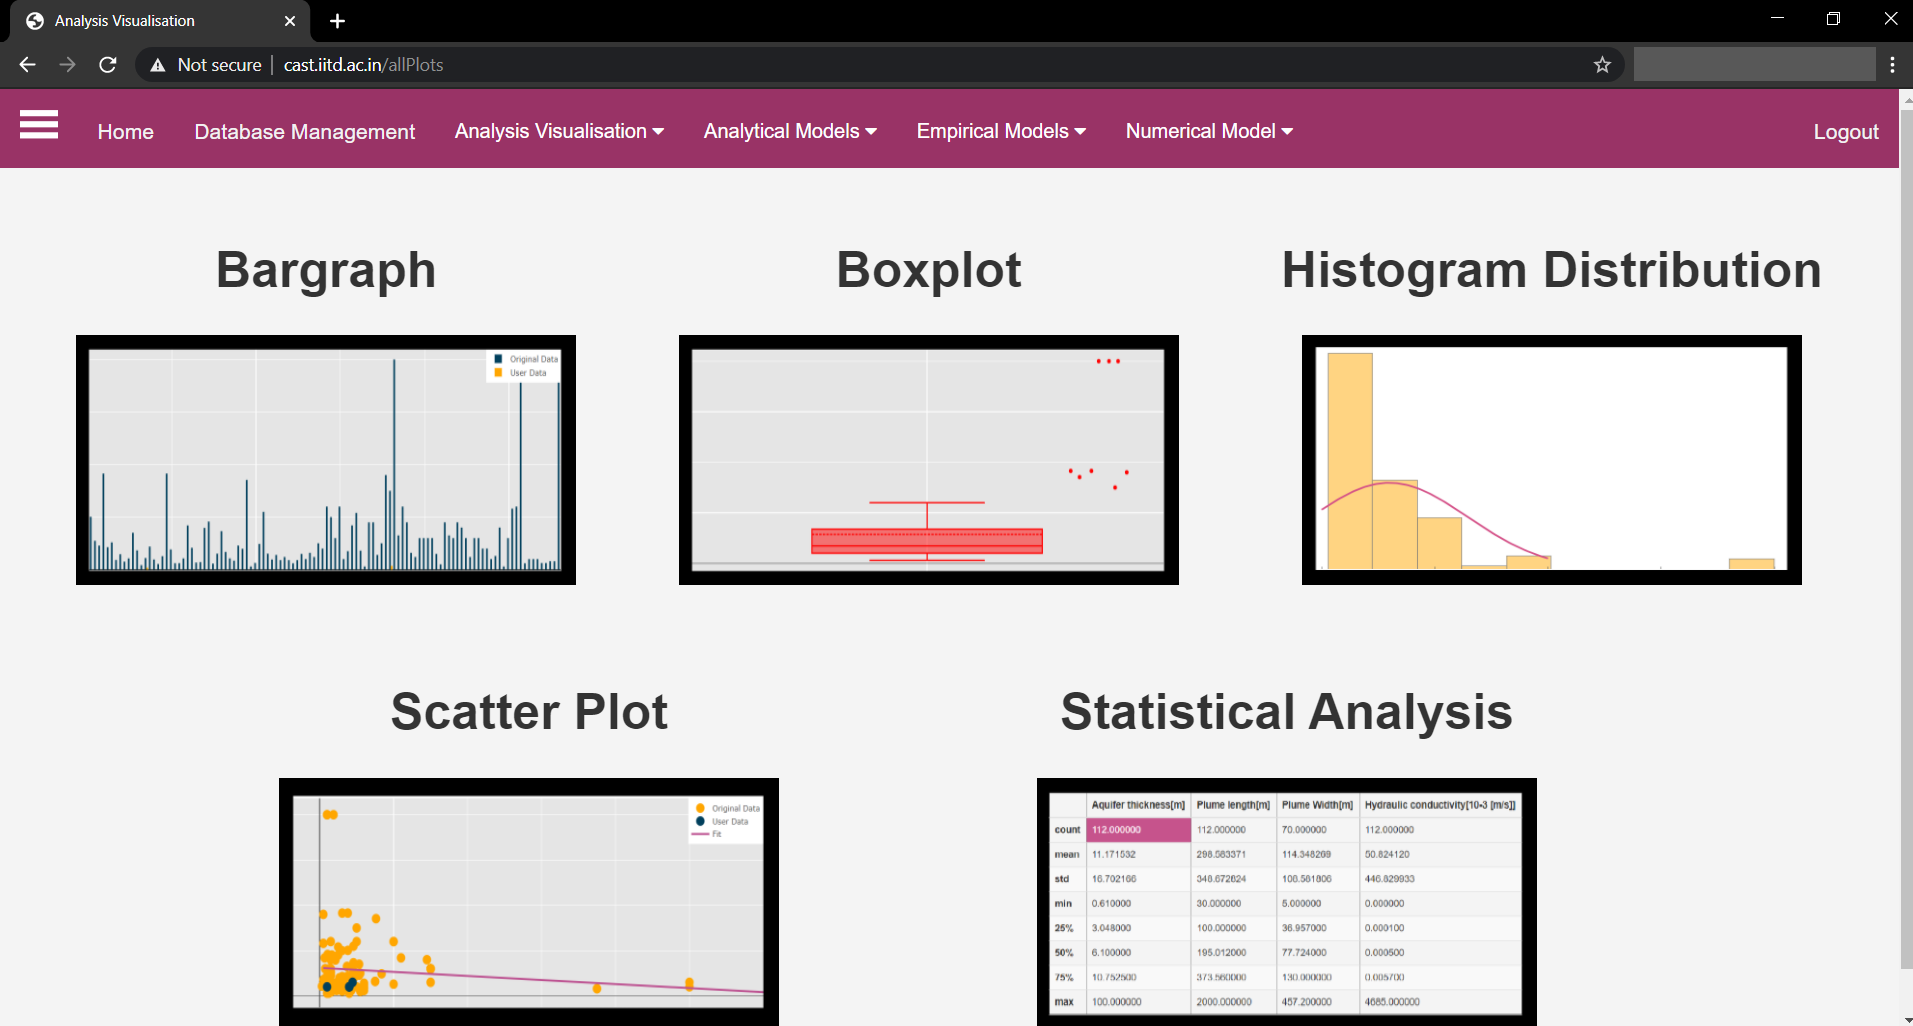 Analysis Visualisation
Not secure cast.iitd.ac.in/allPlots
Home Database Management Analysis Visualisation Analytical Models Empirical Models Numerical Model Logout
Bargraph Boxplot Histogram Distribution
Original Data
User Data
Scatter Plot Statistical Analysis
Original Data
User Data
Fit
Aquifer thickness[m] Plume length[m] Plume Width[m] Hydraulic conductivity[10-3 [m/s]]
count 112.000000 112.000000 70.000000 112.000000
mean 11.171532 298.583371 114.348269 50.824120
std 16.702166 348.672824 108.581806 446.829933
min 0.610000 30.000000 5.000000 0.000000
25% 3.048000 100.000000 36.957000 0.000100
50% 6.100000 195.012000 77.724000 0.000500
75% 10.752500 373.560000 130.000000 0.005700
max 100.000000 2000.000000 457.200000 4685.000000